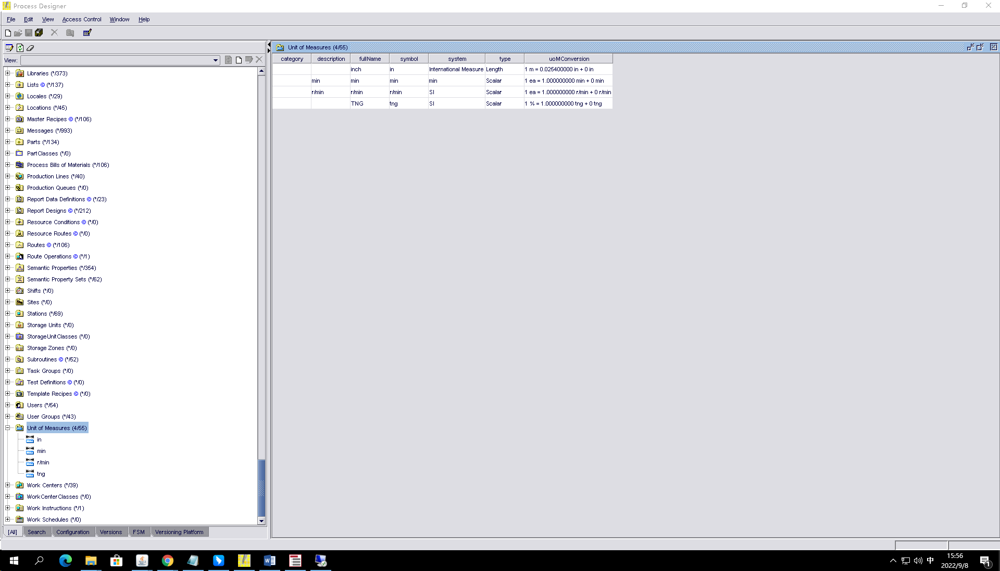 Process Designer
File Edit View Access Control Window Help
View:
Libraries (*/373)
Lists © (*/137)
Locales (*/29)
Locations (*/45)
Master Recipes © (*/106)
Messages (*/993)
Parts (*/134)
PartClasses (*/0)
Process Bills of Materials (*/106)
Production Lines (*/40)
Production Queues (*/0)
Report Data Definitions © (*/23)
Report Designs © (*/212)
Resource Conditions © (*/0)
Resource Routes © (*/0)
Routes © (*/106)
Route Operations © (*/1)
Semantic Properties (*/354)
Semantic Property Sets (*/62)
Shifts (*/0)
Sites (*/0)
Stations (*/69)
Storage Units (*/0)
StorageUnitClasses (*/0)
Storage Zones (*/0)
Subroutines © (*/52)
Task Groups (*/0)
Test Definitions © (*/0)
Template Recipes © (*/0)
Users (*/54)
User Groups (*/43)
Unit of Measures (4/55)
in
min
r/min
tng
Work Centers (*/39)
WorkCenterClasses (*/0)
Work Instructions (*/1)
Work Schedules (*/0)
[All] Search Configuration Versions FSM Versioning Platform
Unit of Measures (4/55)
category description fullName symbol system type uoMConversion
inch in International Measure Length 1 m = 0.025400000 in + 0 in
min min min min Scalar 1 ea = 1.000000000 min + 0 min
r/min r/min r/min SI Scalar 1 ea = 1.000000000 r/min + 0 r/min
TNG tng SI Scalar 1 % = 1.000000000 tng + 0 tng
中
15:56
2022/9/8
1